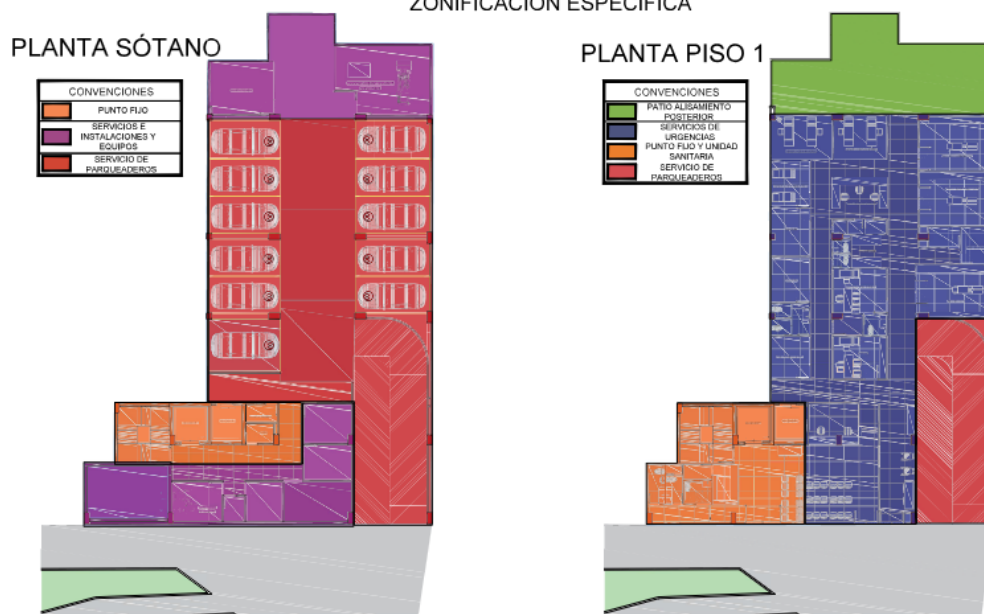 ZONIFICACIÓN ESPECÍFICA
PLANTA SÓTANO
CONVENCIONES
PUNTO FIJO
SERVICIOS E
INSTALACIONES Y
EQUIPOS
SERVICIO DE
PARQUEADEROS
PLANTA PISO 1
CONVENCIONES
PATIO ALISAMIENTO
POSTERIOR
SERVICIOS DE
URGENCIAS
PUNTO FIJO Y UNIDAD
SANITARIA
SERVICIO DE
PARQUEADEROS